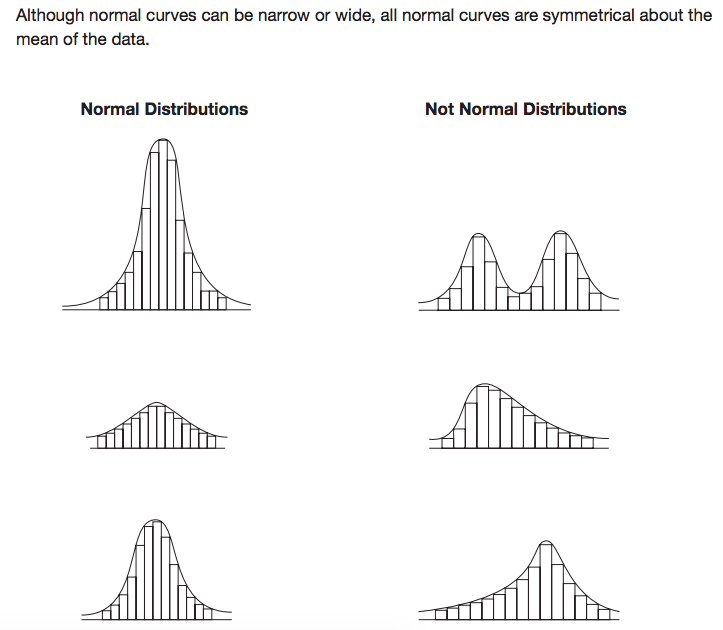 Although normal curves can be narrow or wide, all normal curves are symmetrical about the
mean of the data.
Normal Distributions
Not Normal Distributions